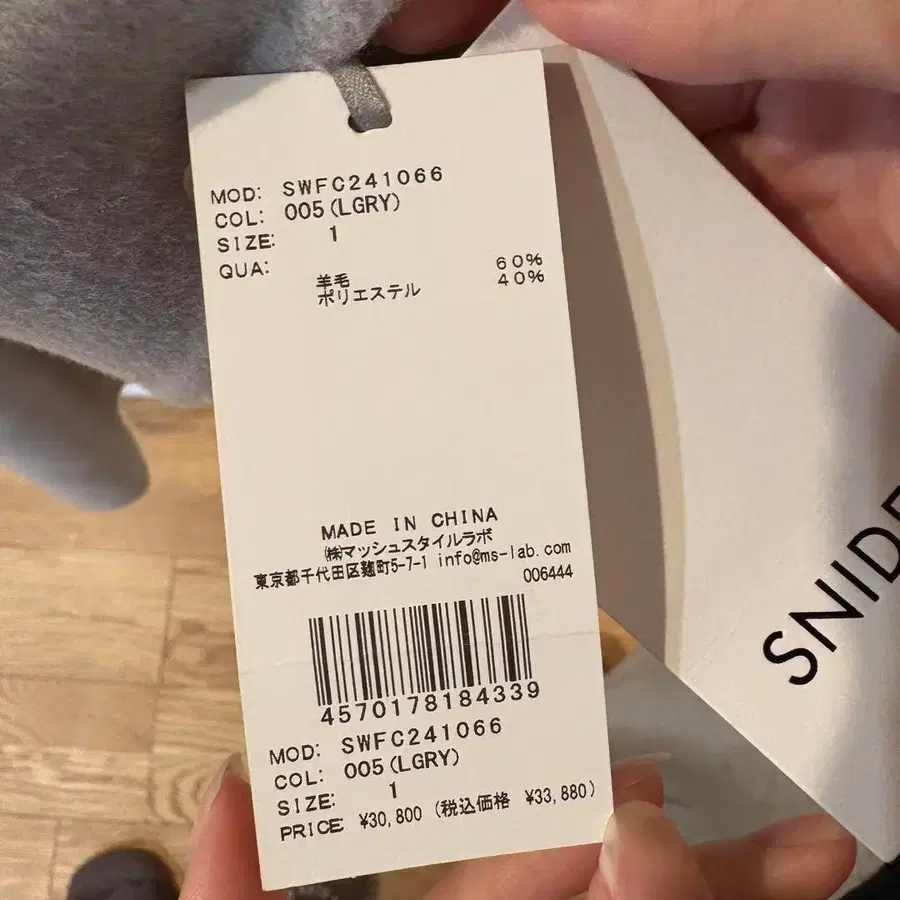 MOD: SWFC241066
COL: 005(LGRY)
SIZE: 1
QUA:
羊毛 60%
ポリエステル 40%
MADE IN CHINA
㈱マッシュスタイルラボ
東京都千代田区麹町5-7-1 info@ms-lab.com
006444
4570178184339
MOD: SWFC241066
COL: 005(LGRY)
SIZE: 1
PRICE: ¥30,800 (税込価格 ¥33,880)
SNIDE